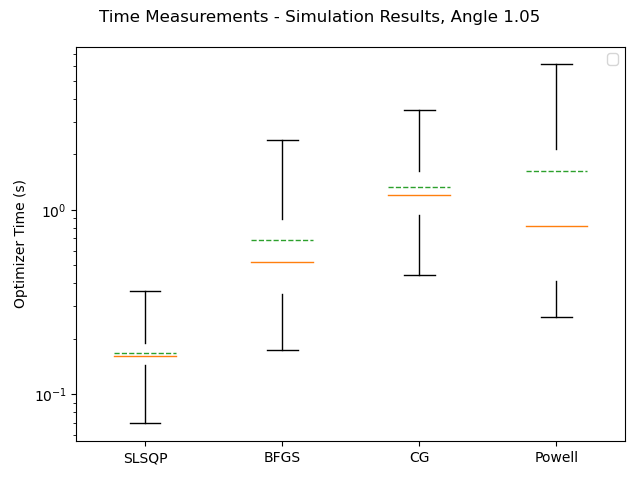 Time Measurements - Simulation Results, Angle 1.05
Optimizer Time (s)
10⁰
10⁻¹
SLSQP BFGS CG Powell